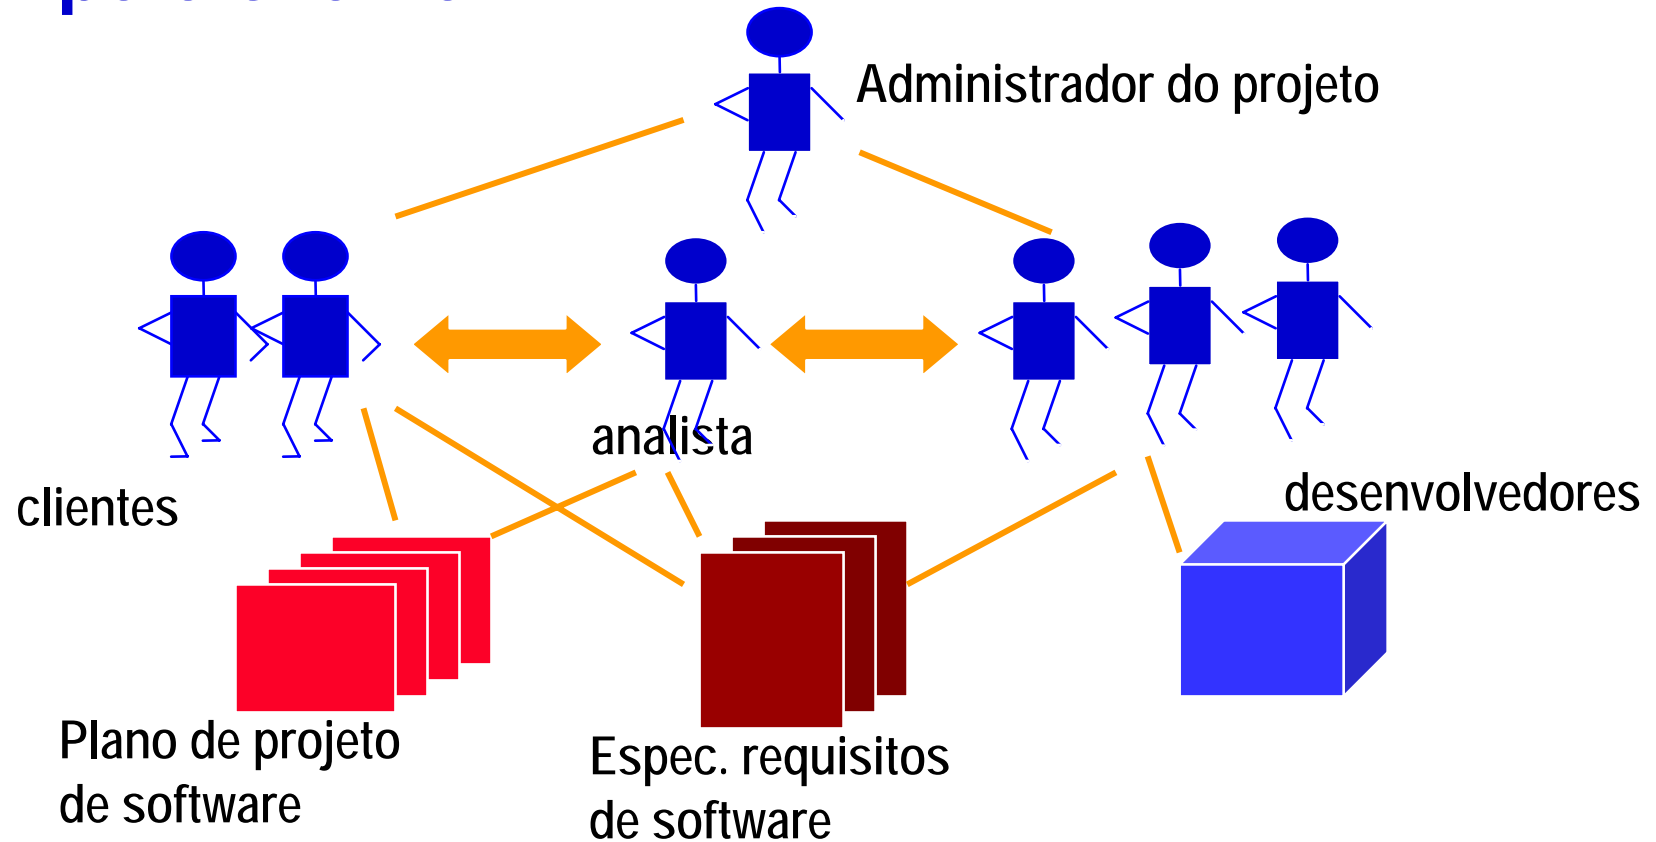 Administrador do projeto
analista
clientes
desenvolvedores
Plano de projeto
de software
Espec. requisitos
de software